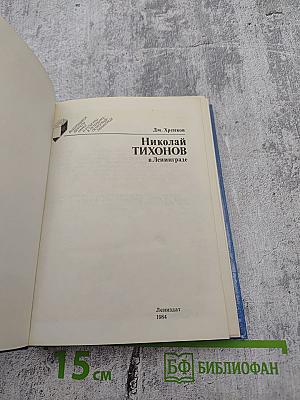 Дм. Хренков
Николай
ТИХОНОВ
в Ленинграде
Лениздат
1984
15 см
БФ БИБЛИОФАН